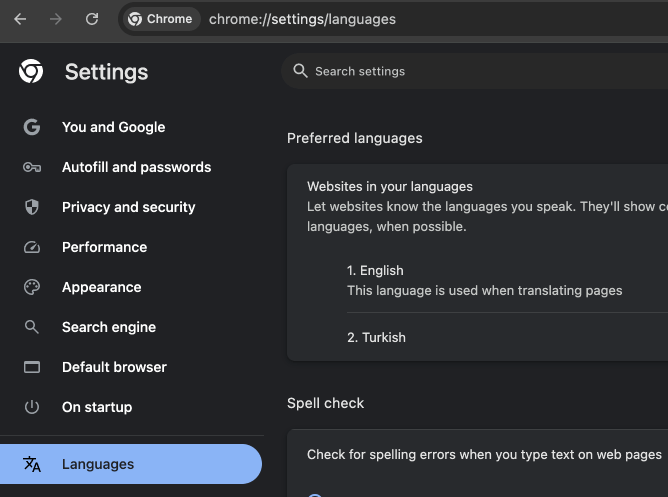 Chrome chrome://settings/languages
Settings
Search settings
You and Google
Autofill and passwords
Privacy and security
Performance
Appearance
Search engine
Default browser
On startup
Languages
Preferred languages
Websites in your languages
Let websites know the languages you speak. They'll show
languages, when possible.
1. English
This language is used when translating pages
2. Turkish
Spell check
Check for spelling errors when you type text on web pages